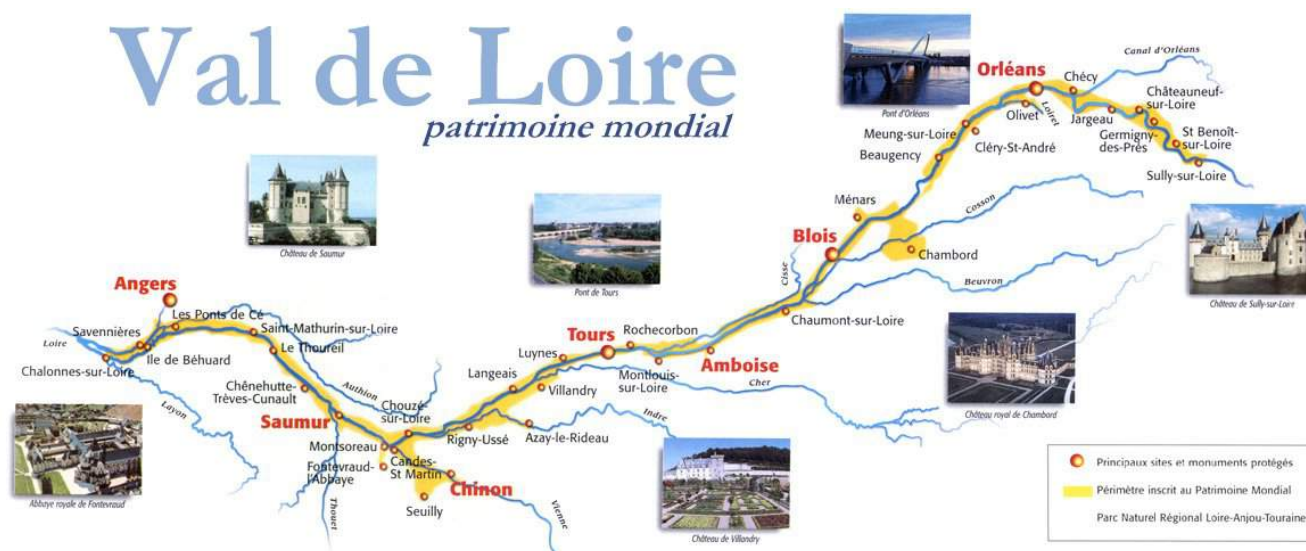 Val de Loire
patrimoine mondial
Pont d'Orléans
Orléans
Canal d'Orléans
Chécy
Châteauneuf-
sur-Loire
Loiret
Olivet
Jargeau
Germigny-
des-Prés
St Benoît-
sur-Loire
Sully-sur-Loire
Meung-sur-Loire
Cléry-St-André
Beaugency
Château de Saumur
Pont de Tours
Ménars
Cosson
Blois
Cisse
Chambord
Beuvron
Château de Sully-sur-Loire
Angers
Les Ponts de Cé
Savennières
Saint-Mathurin-sur-Loire
Loire
Ile de Béhuard
Le Thoureil
Chalonnes-sur-Loire
Layon
Chênehutte-
Trèves-Cunault
Authion
Saumur
Chouzé-
sur-Loire
Luynes
Langeais
Tours
Rochecorbon
Villandry
Montlouis-
sur-Loire
Amboise
Chaumont-sur-Loire
Cher
Indre
Château royal de Chambord
Montsoreau
Rigny-Ussé
Azay-le-Rideau
Fontevraud-
l'Abbaye
Candes-
St Martin
Chinon
Thouet
Seuilly
Vienne
Abbaye royale de Fontevraud
Château de Villandry
Principaux sites et monuments protégés
Périmètre inscrit au Patrimoine Mondial
Parc Naturel Régional Loire-Anjou-Touraine